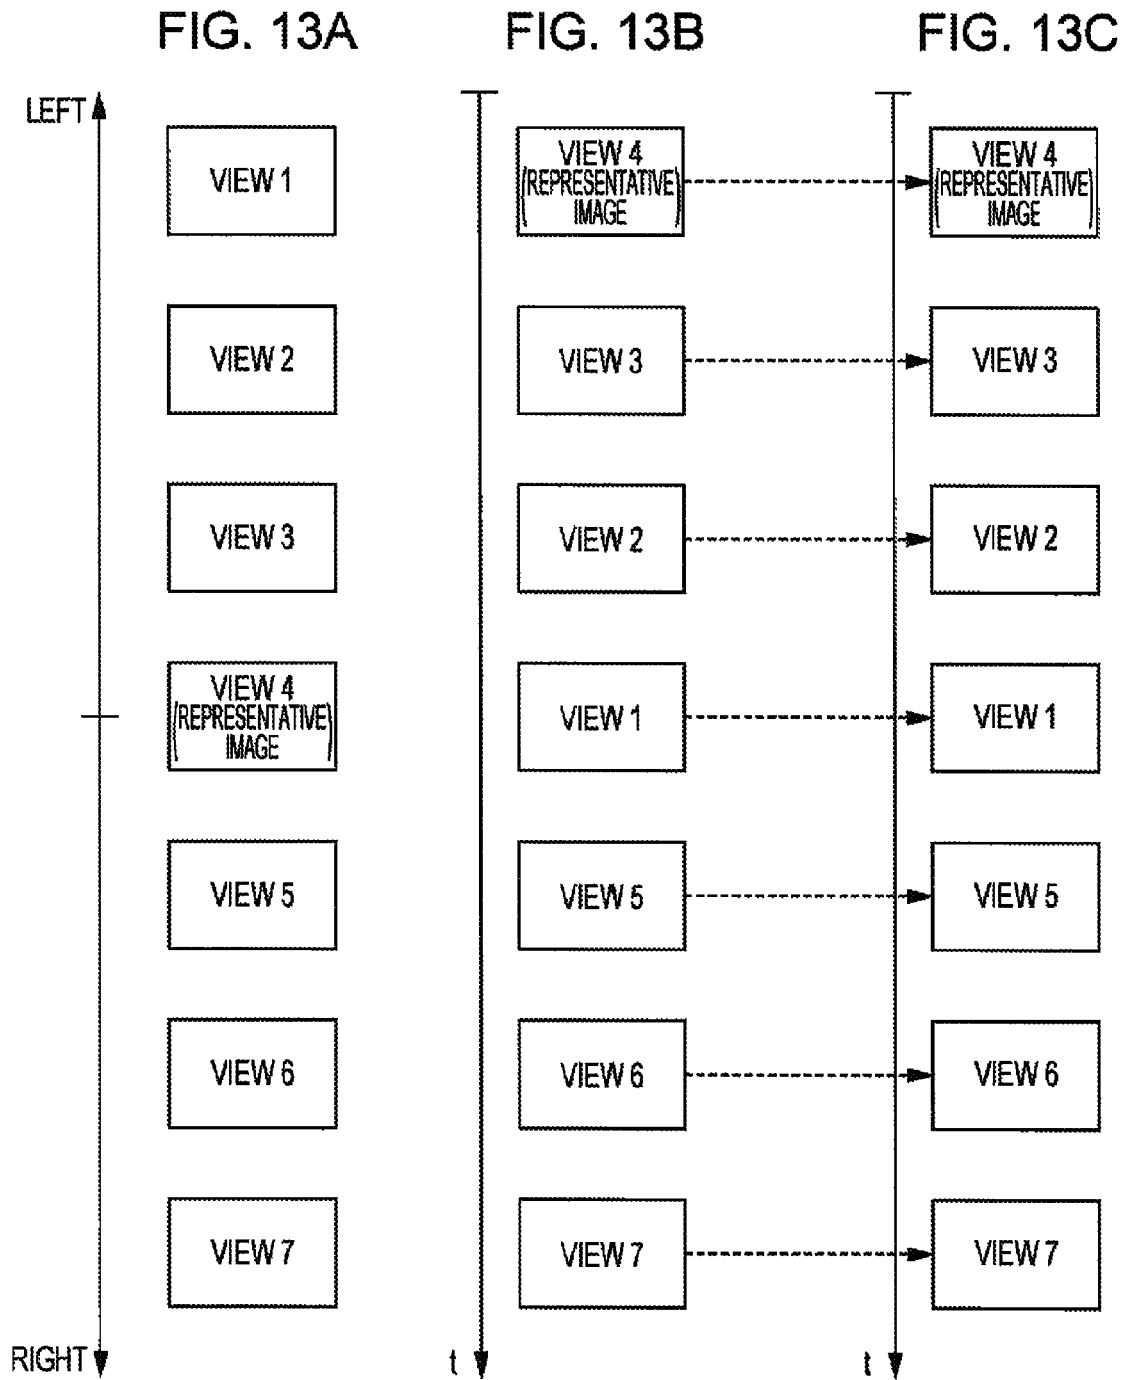 FIG. 13A
FIG. 13B
FIG. 13C
LEFT
VIEW 1
VIEW 2
VIEW 3
VIEW 4
(REPRESENTATIVE
IMAGE)
VIEW 5
VIEW 6
VIEW 7
RIGHT
VIEW 4
(REPRESENTATIVE
IMAGE)
VIEW 3
VIEW 2
VIEW 1
VIEW 5
VIEW 6
VIEW 7
t
VIEW 4
(REPRESENTATIVE
IMAGE)
VIEW 3
VIEW 2
VIEW 1
VIEW 5
VIEW 6
VIEW 7
t